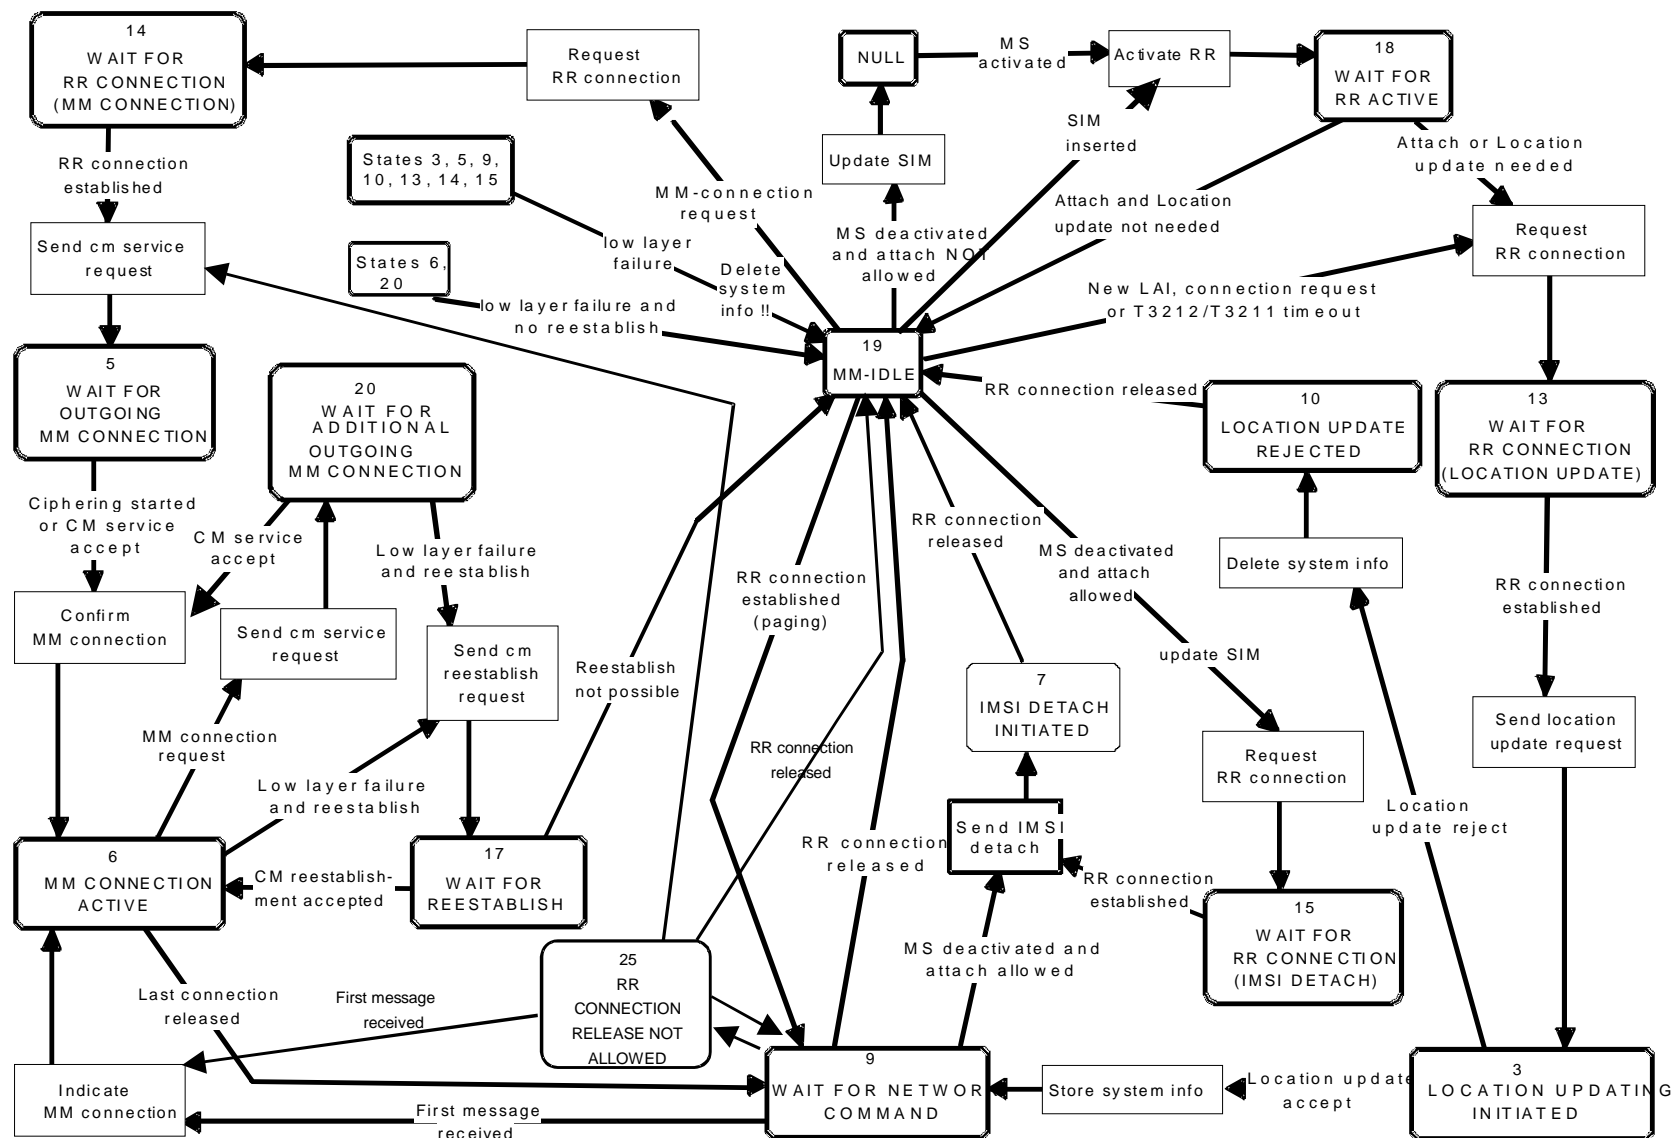 14
WAIT FOR
RR CONNECTION
(MM CONNECTION)
Request
RR connection
NULL
MS
activated
Activate RR
18
WAIT FOR
RR ACTIVE
RR connection
established
States 3, 5, 9,
10, 13, 14, 15
Update SIM
SIM
inserted
Attach or Location
update needed
MM-connection
request
Attach and Location
update not needed
Send cm service
request
States 6,
20
low layer
failure
Delete
system
info !!
MS deactivated
and attach NOT
allowed
Request
RR connection
low layer failure and
no reestablish
New LAI, connection request
or T3212/T3211 timeout
5
WAIT FOR
OUTGOING
MM CONNECTION
20
WAIT FOR
ADDITIONAL
OUTGOING
MM CONNECTION
19
MM-IDLE
RR connection released
10
LOCATION UPDATE
REJECTED
13
WAIT FOR
RR CONNECTION
(LOCATION UPDATE)
Ciphering started
or CM service
accept
CM service
accept
Low layer failure
and reestablish
RR connection
released
MS deactivated
and attach
allowed
Delete system info
RR connection
established
(paging)
RR connection
established
Confirm
MM connection
Send cm service
request
Send cm
reestablish
request
Reestablish
not possible
update SIM
7
IMSI DETACH
INITIATED
MM connection
request
RR connection
released
Request
RR connection
Send location
update request
Low layer failure
and reestablish
Send IMSI
detach
Location
update reject
RR connection
released
6
MM CONNECTION
ACTIVE
CM reestablish-
ment accepted
17
WAIT FOR
REESTABLISH
RR connection
established
15
WAIT FOR
RR CONNECTION
(IMSI DETACH)
MS deactivated and
attach allowed
Last connection
released
First message
received
25
RR
CONNECTION
RELEASE NOT
ALLOWED
Indicate
MM connection
First message
received
9
WAIT FOR NETWOR
COMMAND
Store system info
Location update
accept
3
LOCATION UPDATING
INITIATED